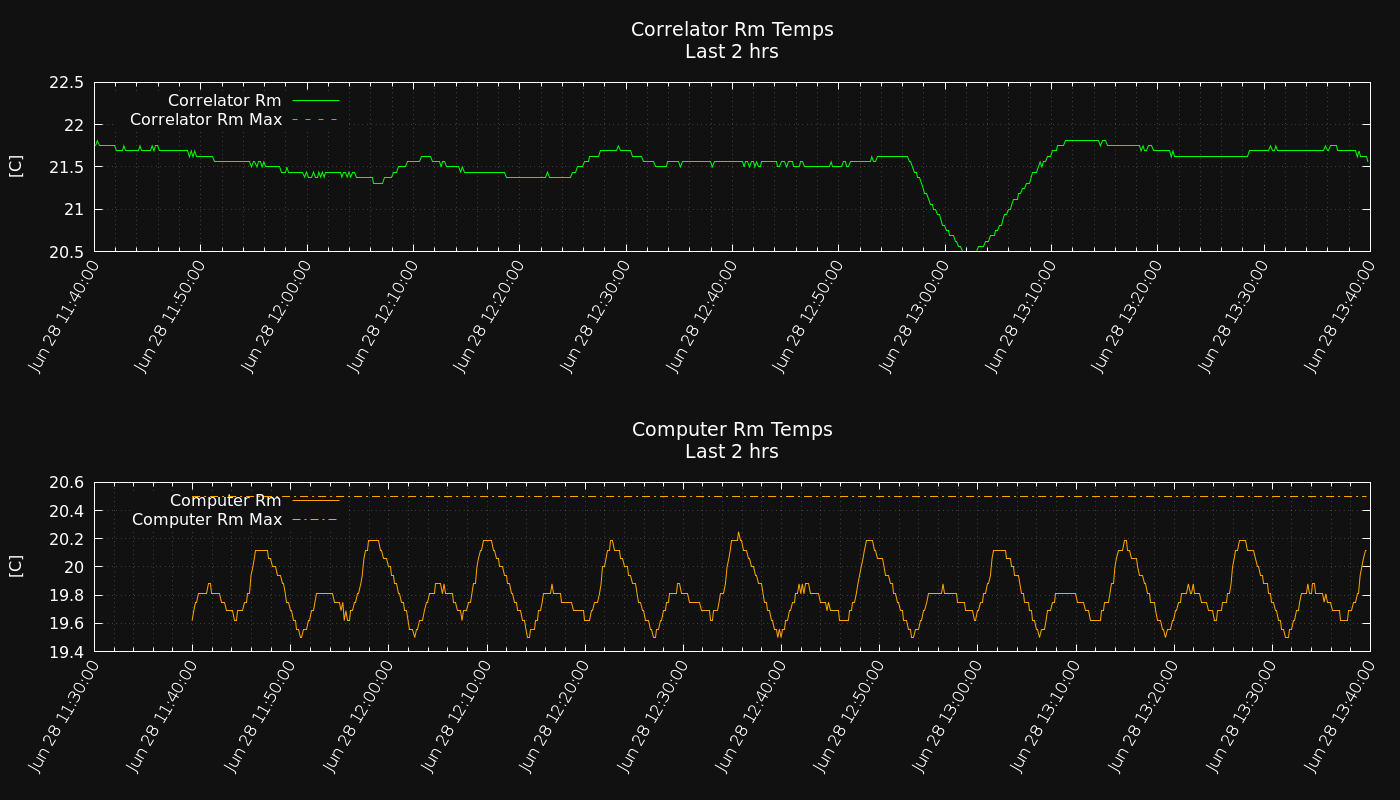 Correlator Rm Temps
Last 2 hrs
22.5
22
21.5
21
20.5
[C]
Correlator Rm
Correlator Rm Max
Jun 28 11:40:00
Jun 28 11:50:00
Jun 28 12:00:00
Jun 28 12:10:00
Jun 28 12:20:00
Jun 28 12:30:00
Jun 28 12:40:00
Jun 28 12:50:00
Jun 28 13:00:00
Jun 28 13:10:00
Jun 28 13:20:00
Jun 28 13:30:00
Jun 28 13:40:00
Computer Rm Temps
Last 2 hrs
20.6
20.4
20.2
20
19.8
19.6
19.4
[C]
Computer Rm
Computer Rm Max
Jun 28 11:30:00
Jun 28 11:40:00
Jun 28 11:50:00
Jun 28 12:00:00
Jun 28 12:10:00
Jun 28 12:20:00
Jun 28 12:30:00
Jun 28 12:40:00
Jun 28 12:50:00
Jun 28 13:00:00
Jun 28 13:10:00
Jun 28 13:20:00
Jun 28 13:30:00
Jun 28 13:40:00